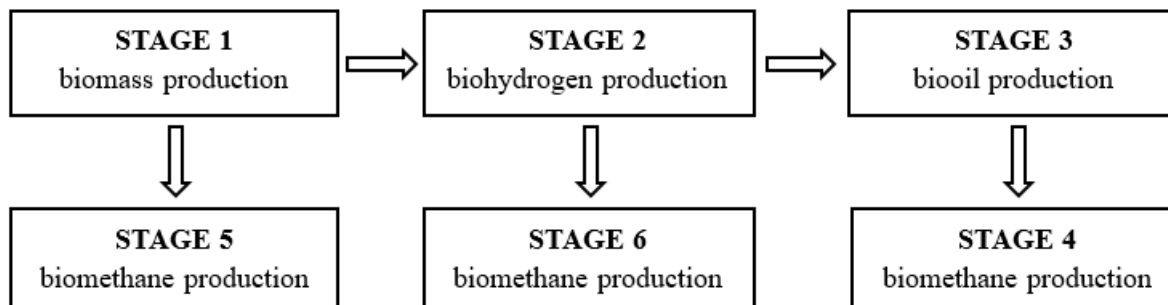 STAGE 1
biomass production
STAGE 2
biohydrogen production
STAGE 3
biooil production
STAGE 5
biomethane production
STAGE 6
biomethane production
STAGE 4
biomethane production